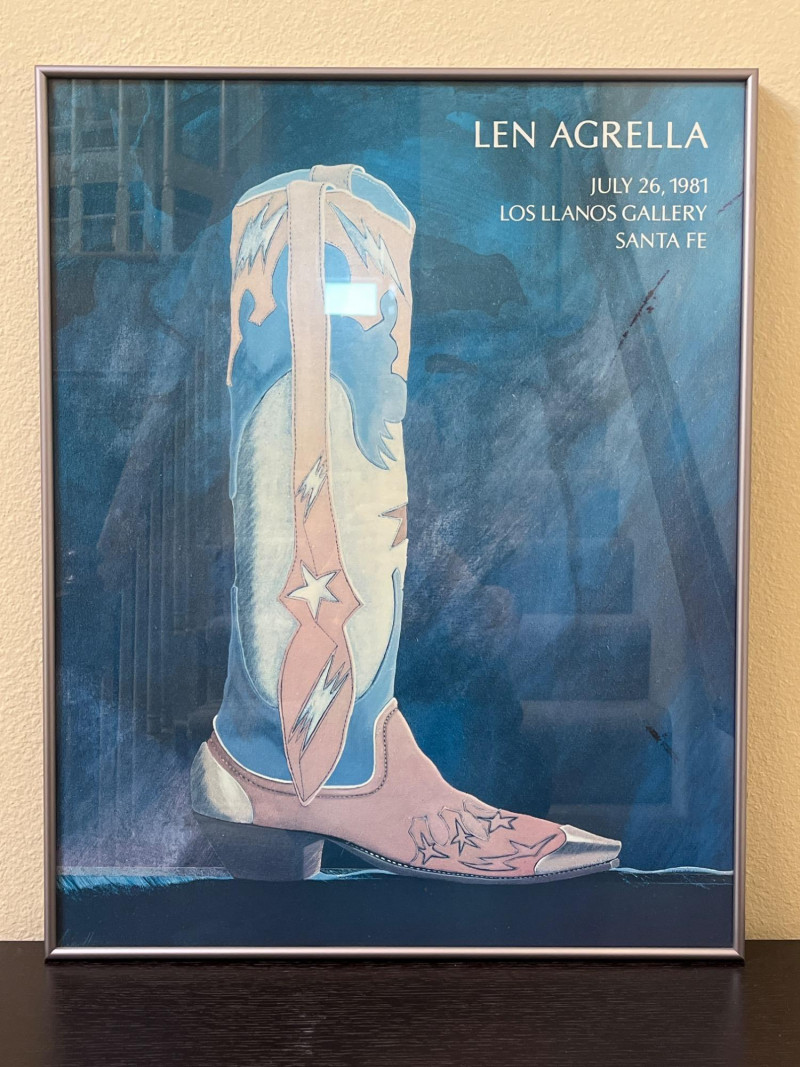 LEN AGRELLA
JULY 26, 1981
LOS LLANOS GALLERY
SANTA FE